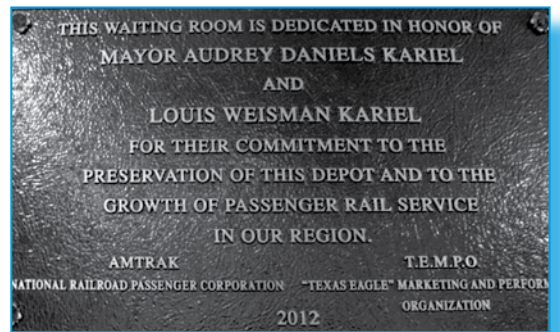 THIS WAITING ROOM IS DEDICATED IN HONOR OF
MAYOR AUDREY DANIELS KARIEL
AND
LOUIS WEISMAN KARIEL
FOR THEIR COMMITMENT TO THE
PRESERVATION OF THIS DEPOT AND TO THE
GROWTH OF PASSENGER RAIL SERVICE
IN OUR REGION.
AMTRAK T.E.M.P.O.
NATIONAL RAILROAD PASSENGER CORPORATION "TEXAS EAGLE" MARKETING AND PERFORM
ORGANIZATION
2012